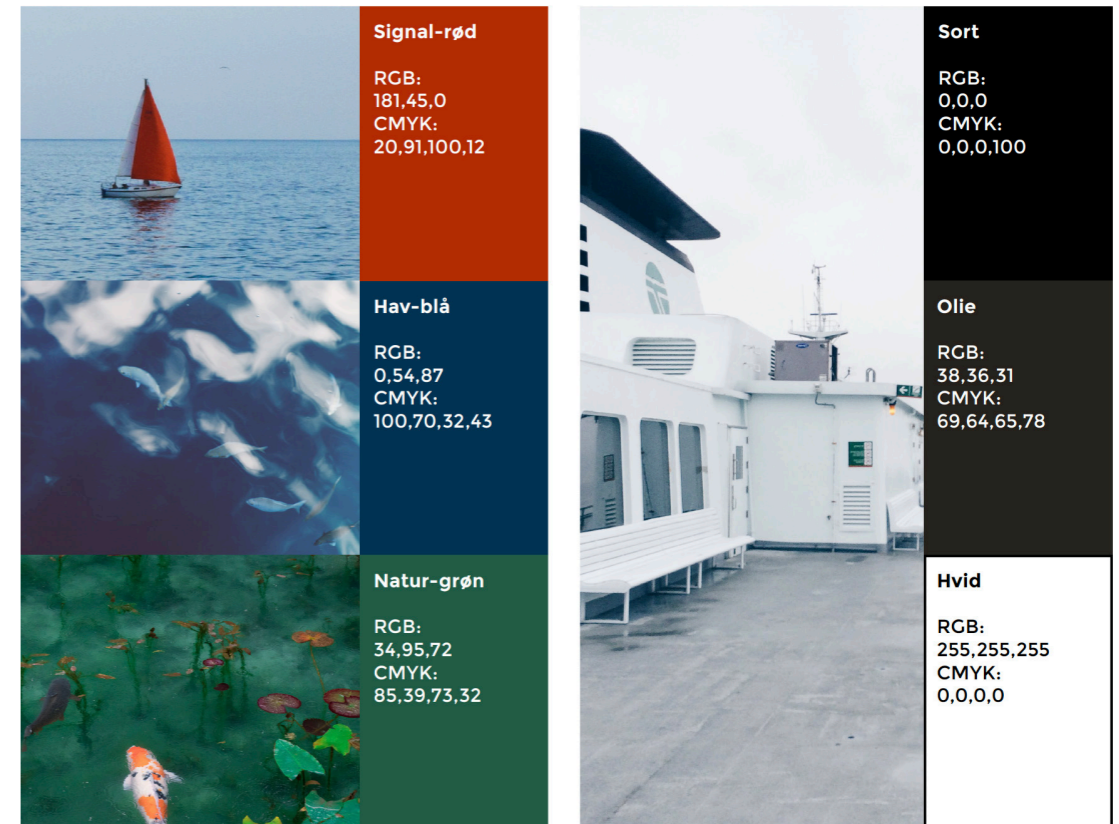 Signal-rød
RGB:
181,45,0
CMYK:
20,91,100,12
Hav-blå
RGB:
0,54,87
CMYK:
100,70,32,43
Natur-grøn
RGB:
34,95,72
CMYK:
85,39,73,32
Sort
RGB:
0,0,0
CMYK:
0,0,0,100
Olie
RGB:
38,36,31
CMYK:
69,64,65,78
Hvid
RGB:
255,255,255
CMYK:
0,0,0,0